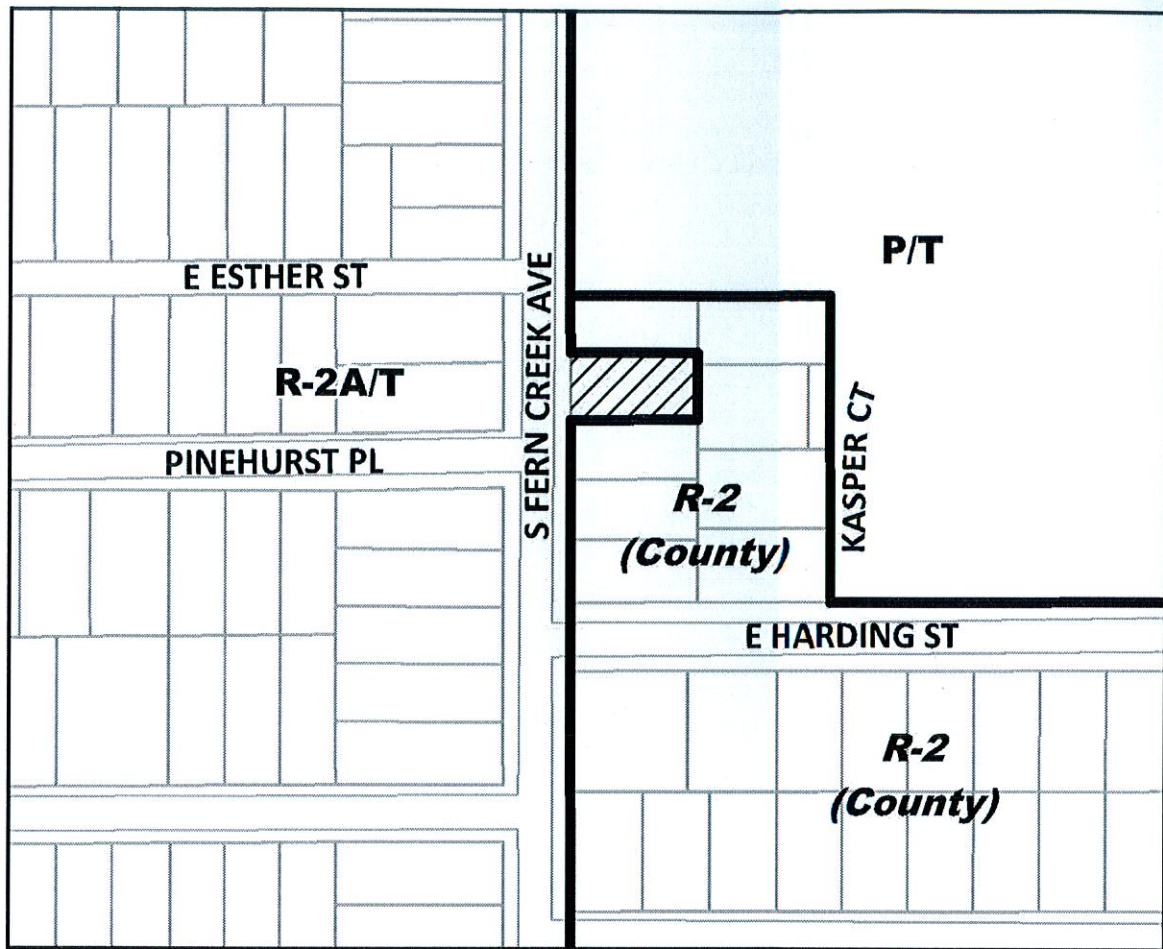 P/T
E ESTHER ST
S FERN CREEK AVE
R-2A/T
KASPER CT
PINEHURST PL
R-2
(County)
E HARDING ST
R-2
(County)